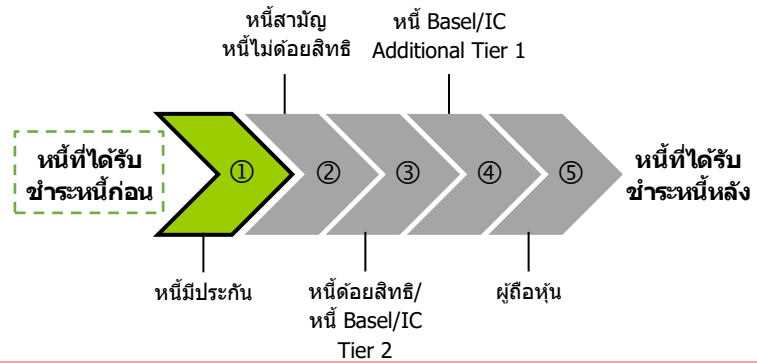 หนี้สามัญ
หนี้ไม่ด้อยสิทธิ
หนี้ Basel/IC
Additional Tier 1
หนี้ที่ได้รับ
ชำระหนี้ก่อน
① ② ③ ④ ⑤
หนี้ที่ได้รับ
ชำระหนี้หลัง
หนี้มีประกัน
หนี้ด้อยสิทธิ/
หนี้ Basel/IC
Tier 2
ผู้ถือหุ้น